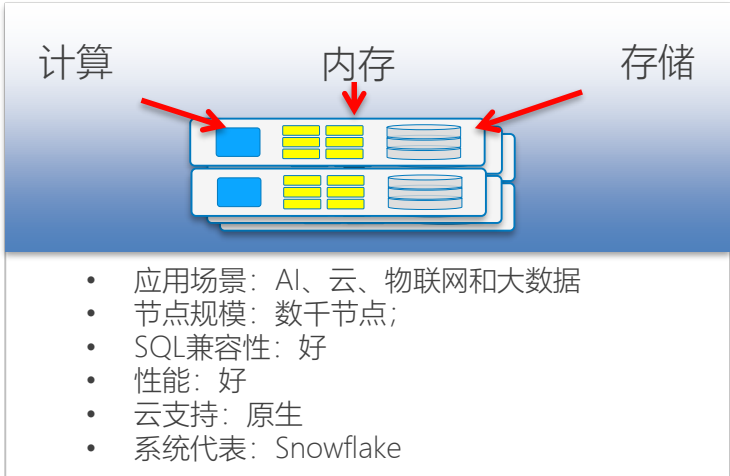 计算 内存 存储
• 应用场景：AI、云、物联网和大数据
• 节点规模：数千节点；
• SQL兼容性：好
• 性能：好
• 云支持：原生
• 系统代表：Snowflake